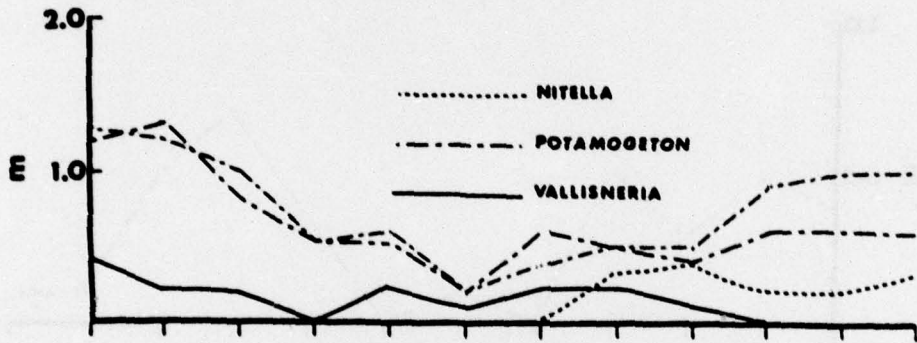 2.0
NITELLA
POTAMOGETON
m 1.0
VALLISNERIA